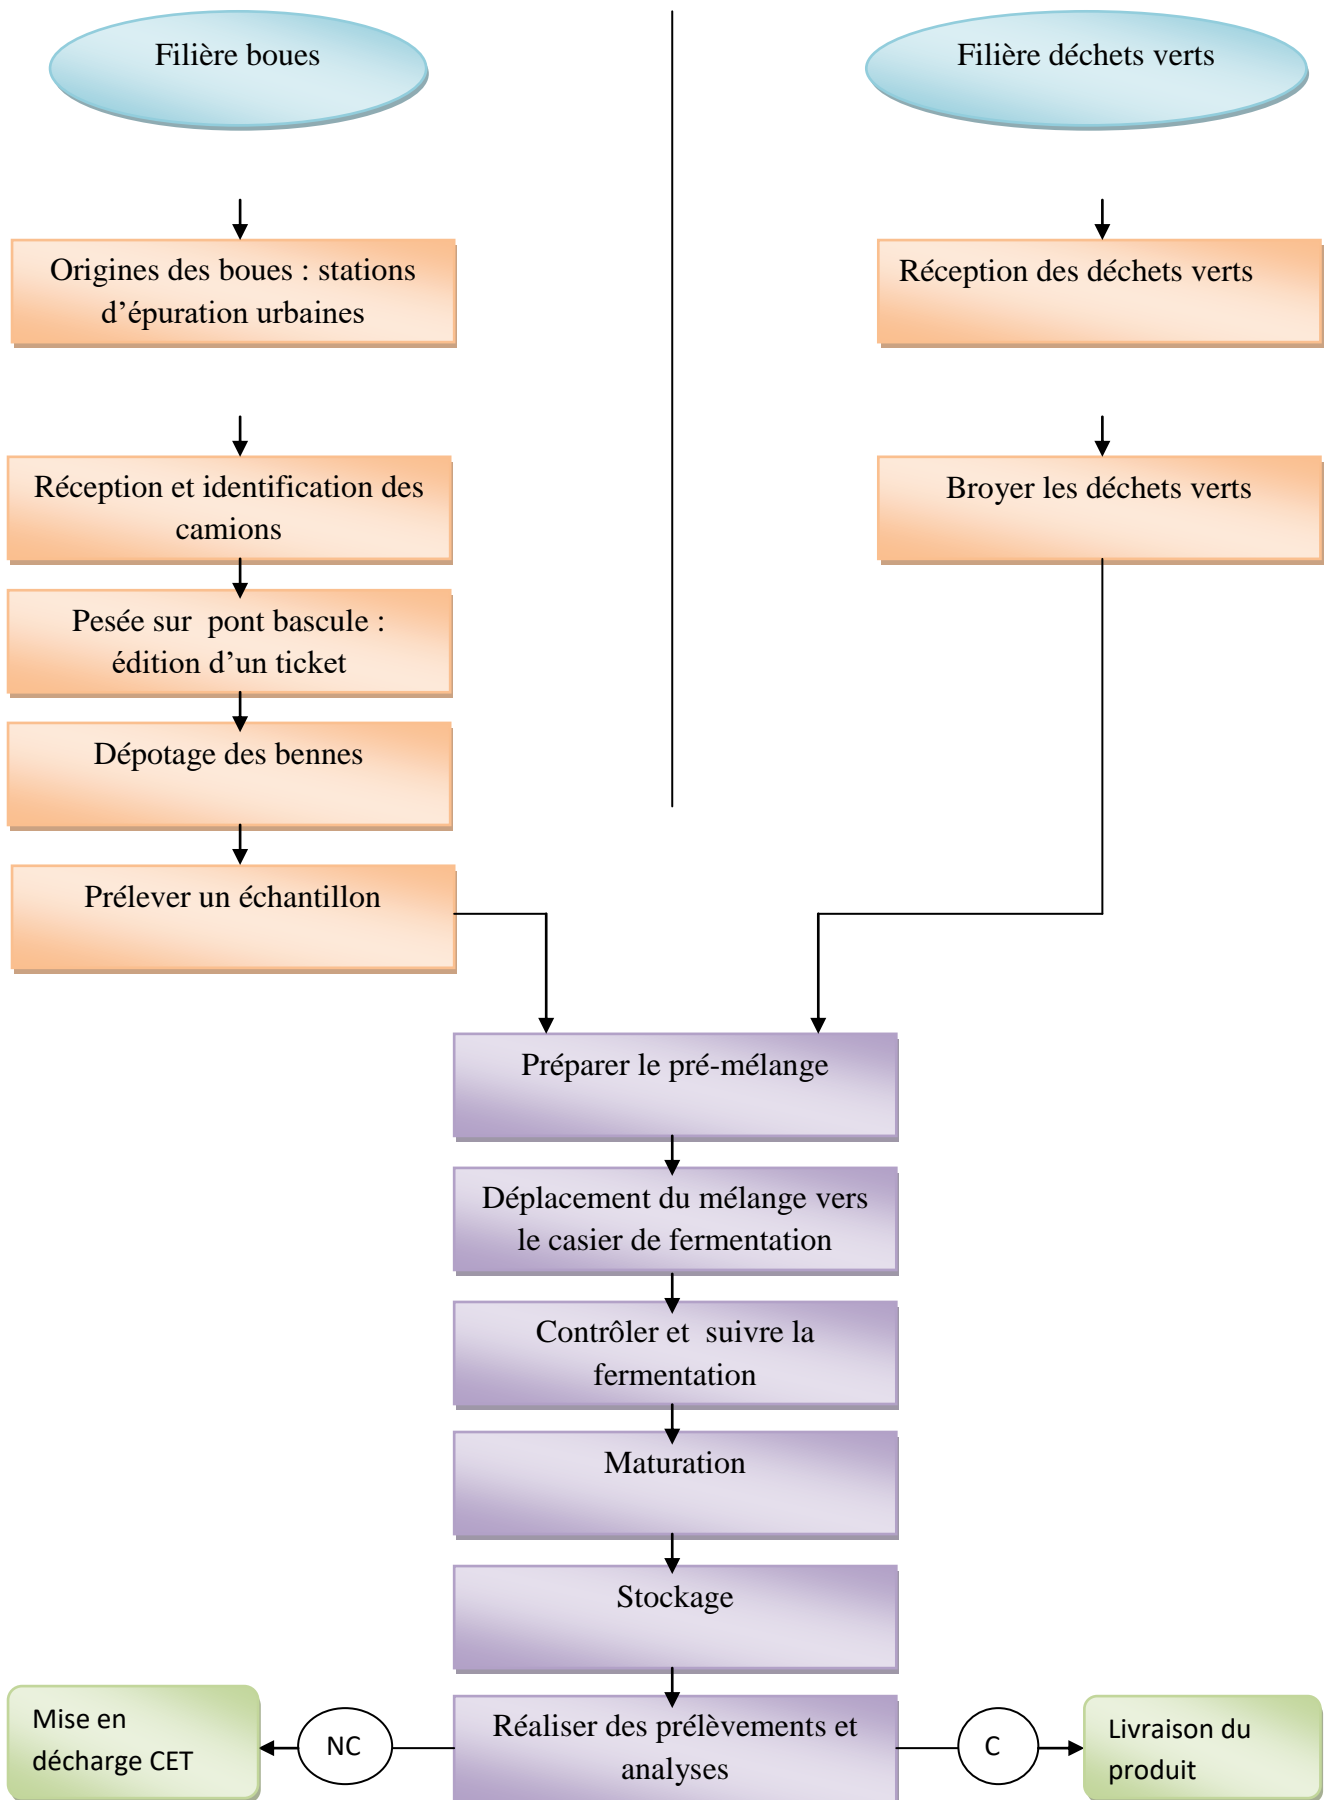 Filière boues
Filière déchets verts
Origines des boues : stations
d’épuration urbaines
Réception des déchets verts
Réception et identification des
camions
Broyer les déchets verts
Pesée sur  pont bascule :
édition d’un ticket
Dépotage des bennes
Prélever un échantillon
Préparer le pré-mélange
Déplacement du mélange vers
le casier de fermentation
Contrôler et  suivre la
fermentation
Maturation
Stockage
Mise en
décharge CET
NC
Réaliser des prélèvements et
analyses
C
Livraison du
produit